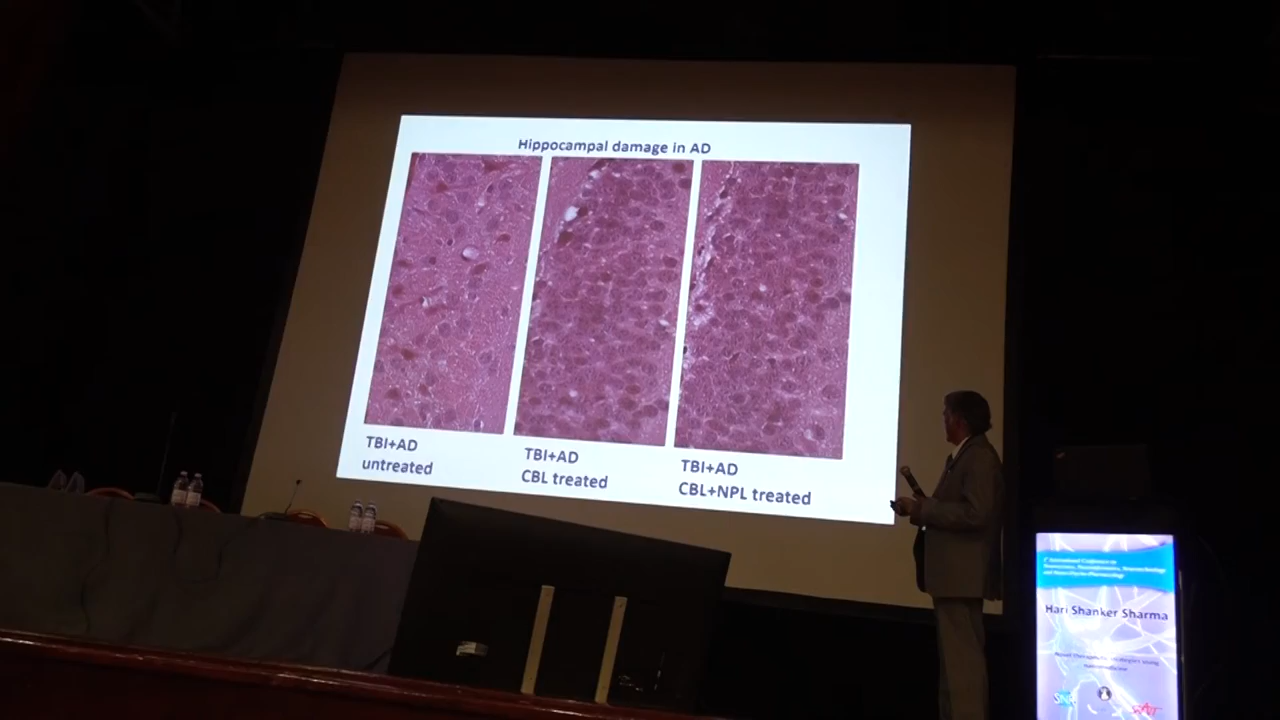 Hippocampal damage in AD
TBI+AD
untreated
TBI+AD
CBL treated
TBI+AD
CBL+NPL treated
Hari Shanker Sharma